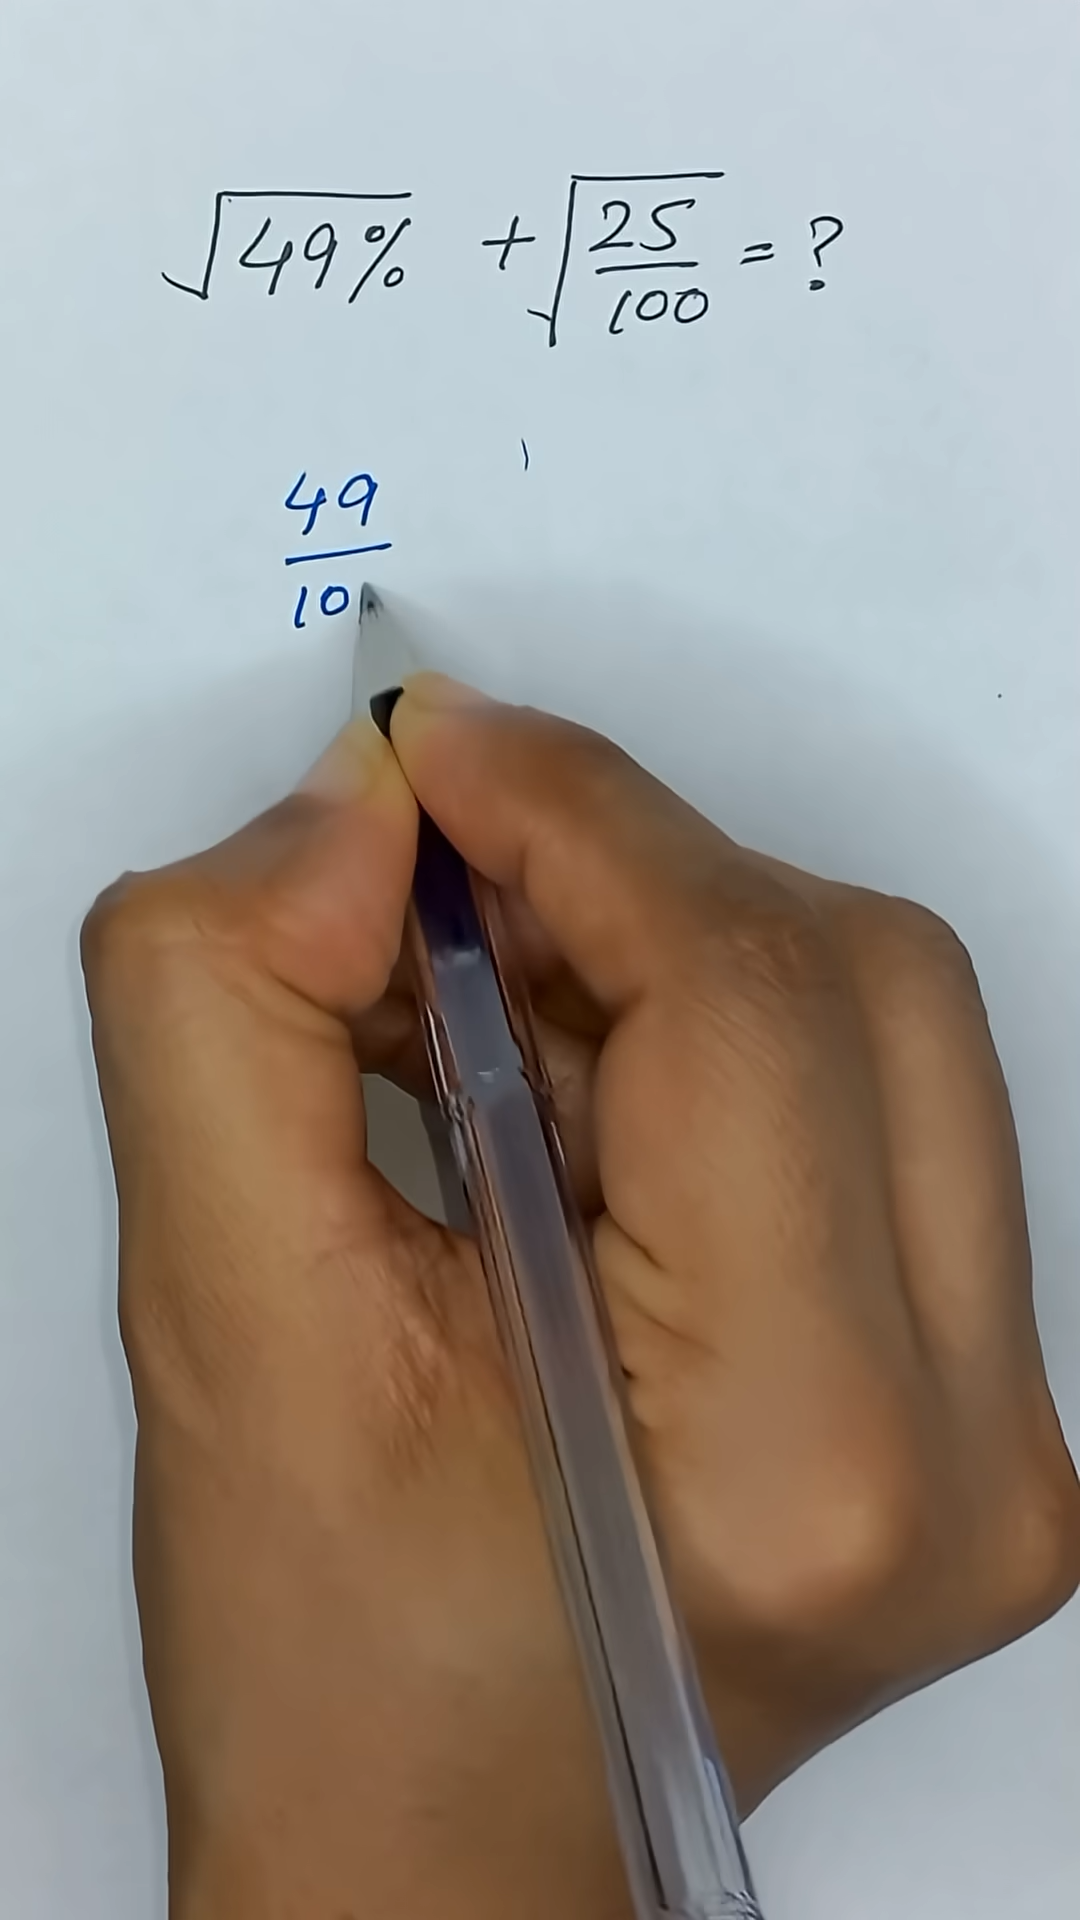 √49% + √25/100 = ?
49
10